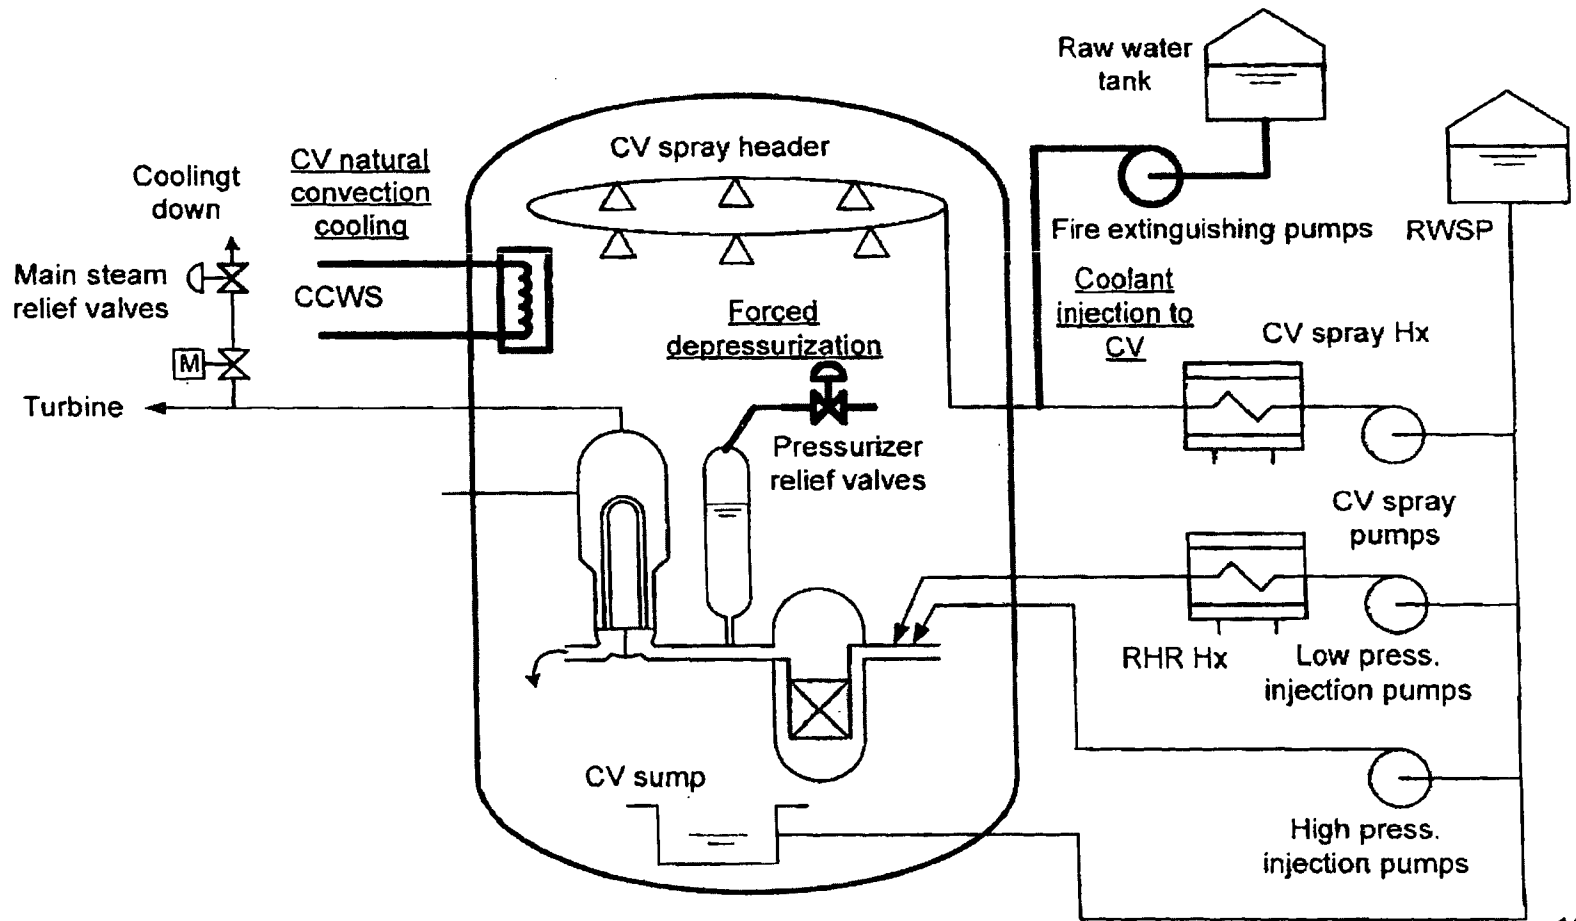 Raw water
tank
CV spray header
CV natural
convection
cooling
Coolingt
down
Fire extinguishing pumps
RWSP
Main steam
relief valves
CCWS
Coolant
injection to
CV
Forced
depressurization
CV spray Hx
M
Turbine
Pressurizer
relief valves
CV spray
pumps
RHR Hx
Low press.
injection pumps
CV sump
High press.
injection pumps